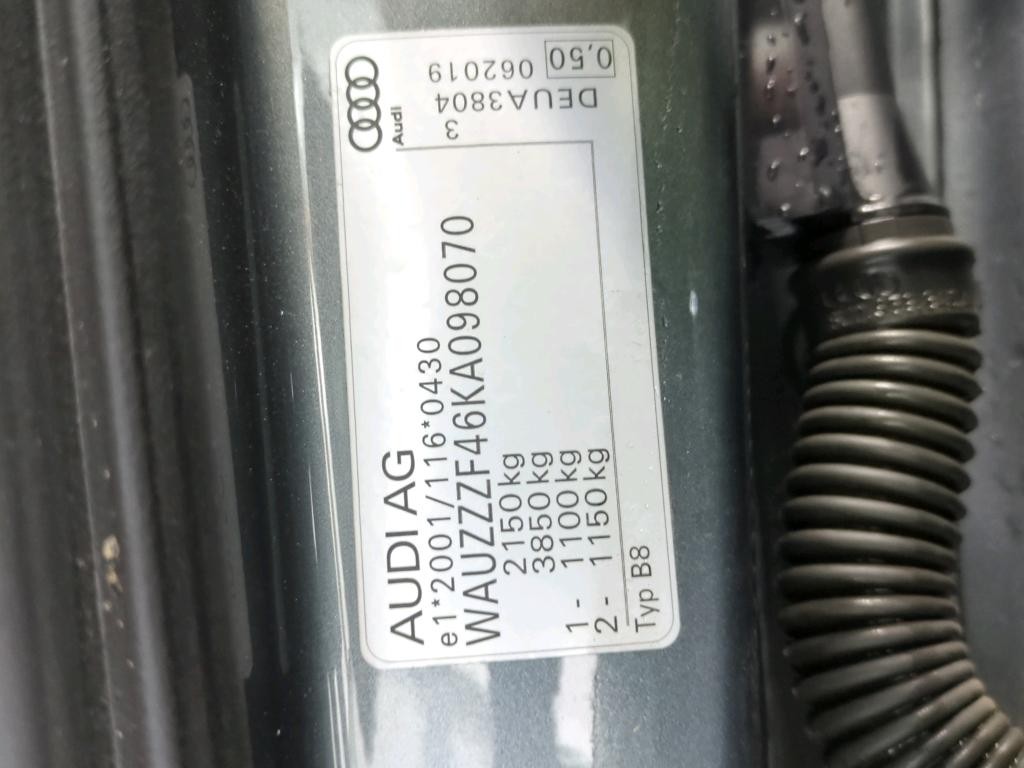 AUDI AG
e1*2001/116*0430
WAUZZZF46KA098070
2150 kg
3850 kg
1 - 1100 kg
2 - 1150 kg
Typ B8
Audi
3
DEUA3804
062019
0,50